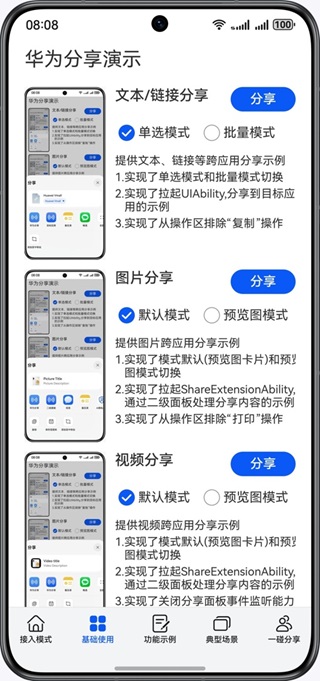 08:08
100
华为分享演示
文本/链接分享
分享
单选模式
批量模式
提供文本、链接等跨应用分享示例
1.实现了单选模式和批量模式切换
2.实现了拉起UIAbility,分享到目标应
用的示例
3.实现了从操作区排除“复制”操作
图片分享
分享
默认模式
预览图模式
提供图片跨应用分享示例
1.实现了模式默认(预览图卡片)和预览
图模式切换
2.实现了拉起ShareExtensionAbility,
通过二级面板处理分享内容的示例
3.实现了从操作区排除“打印”操作
视频分享
分享
默认模式
预览图模式
提供视频跨应用分享示例
1.实现了模式默认(预览图卡片)和预览
图模式切换
2.实现了拉起ShareExtensionAbility,
通过二级面板处理分享内容的示例
3.实现了关闭分享面板事件监听能力
接入模式
基础使用
功能示例
典型场景
一碰分享